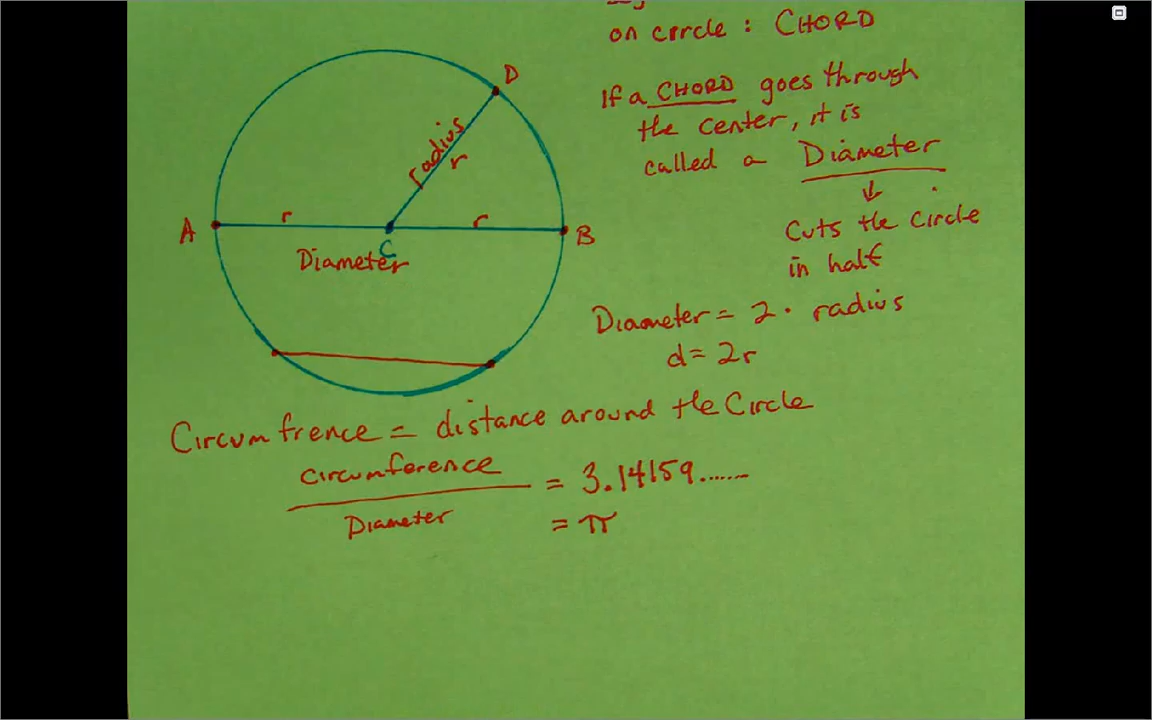 on circle : CHORD
If a CHORD goes through
the center, it is
called a Diameter
↓
Cuts the Circle
in half
D
radius
r
A
r
r
B
C
Diameter
Diameter = 2 · radius
d = 2r
Circumfrence = distance around the Circle
circumference
Diameter
= 3.14159.......
= π